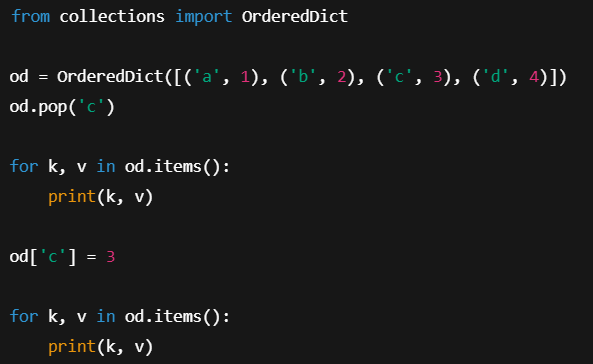 from collections import OrderedDict
od = OrderedDict([('a', 1), ('b', 2), ('c', 3), ('d', 4)])
od.pop('c')
for k, v in od.items():
    print(k, v)
od['c'] = 3
for k, v in od.items():
    print(k, v)